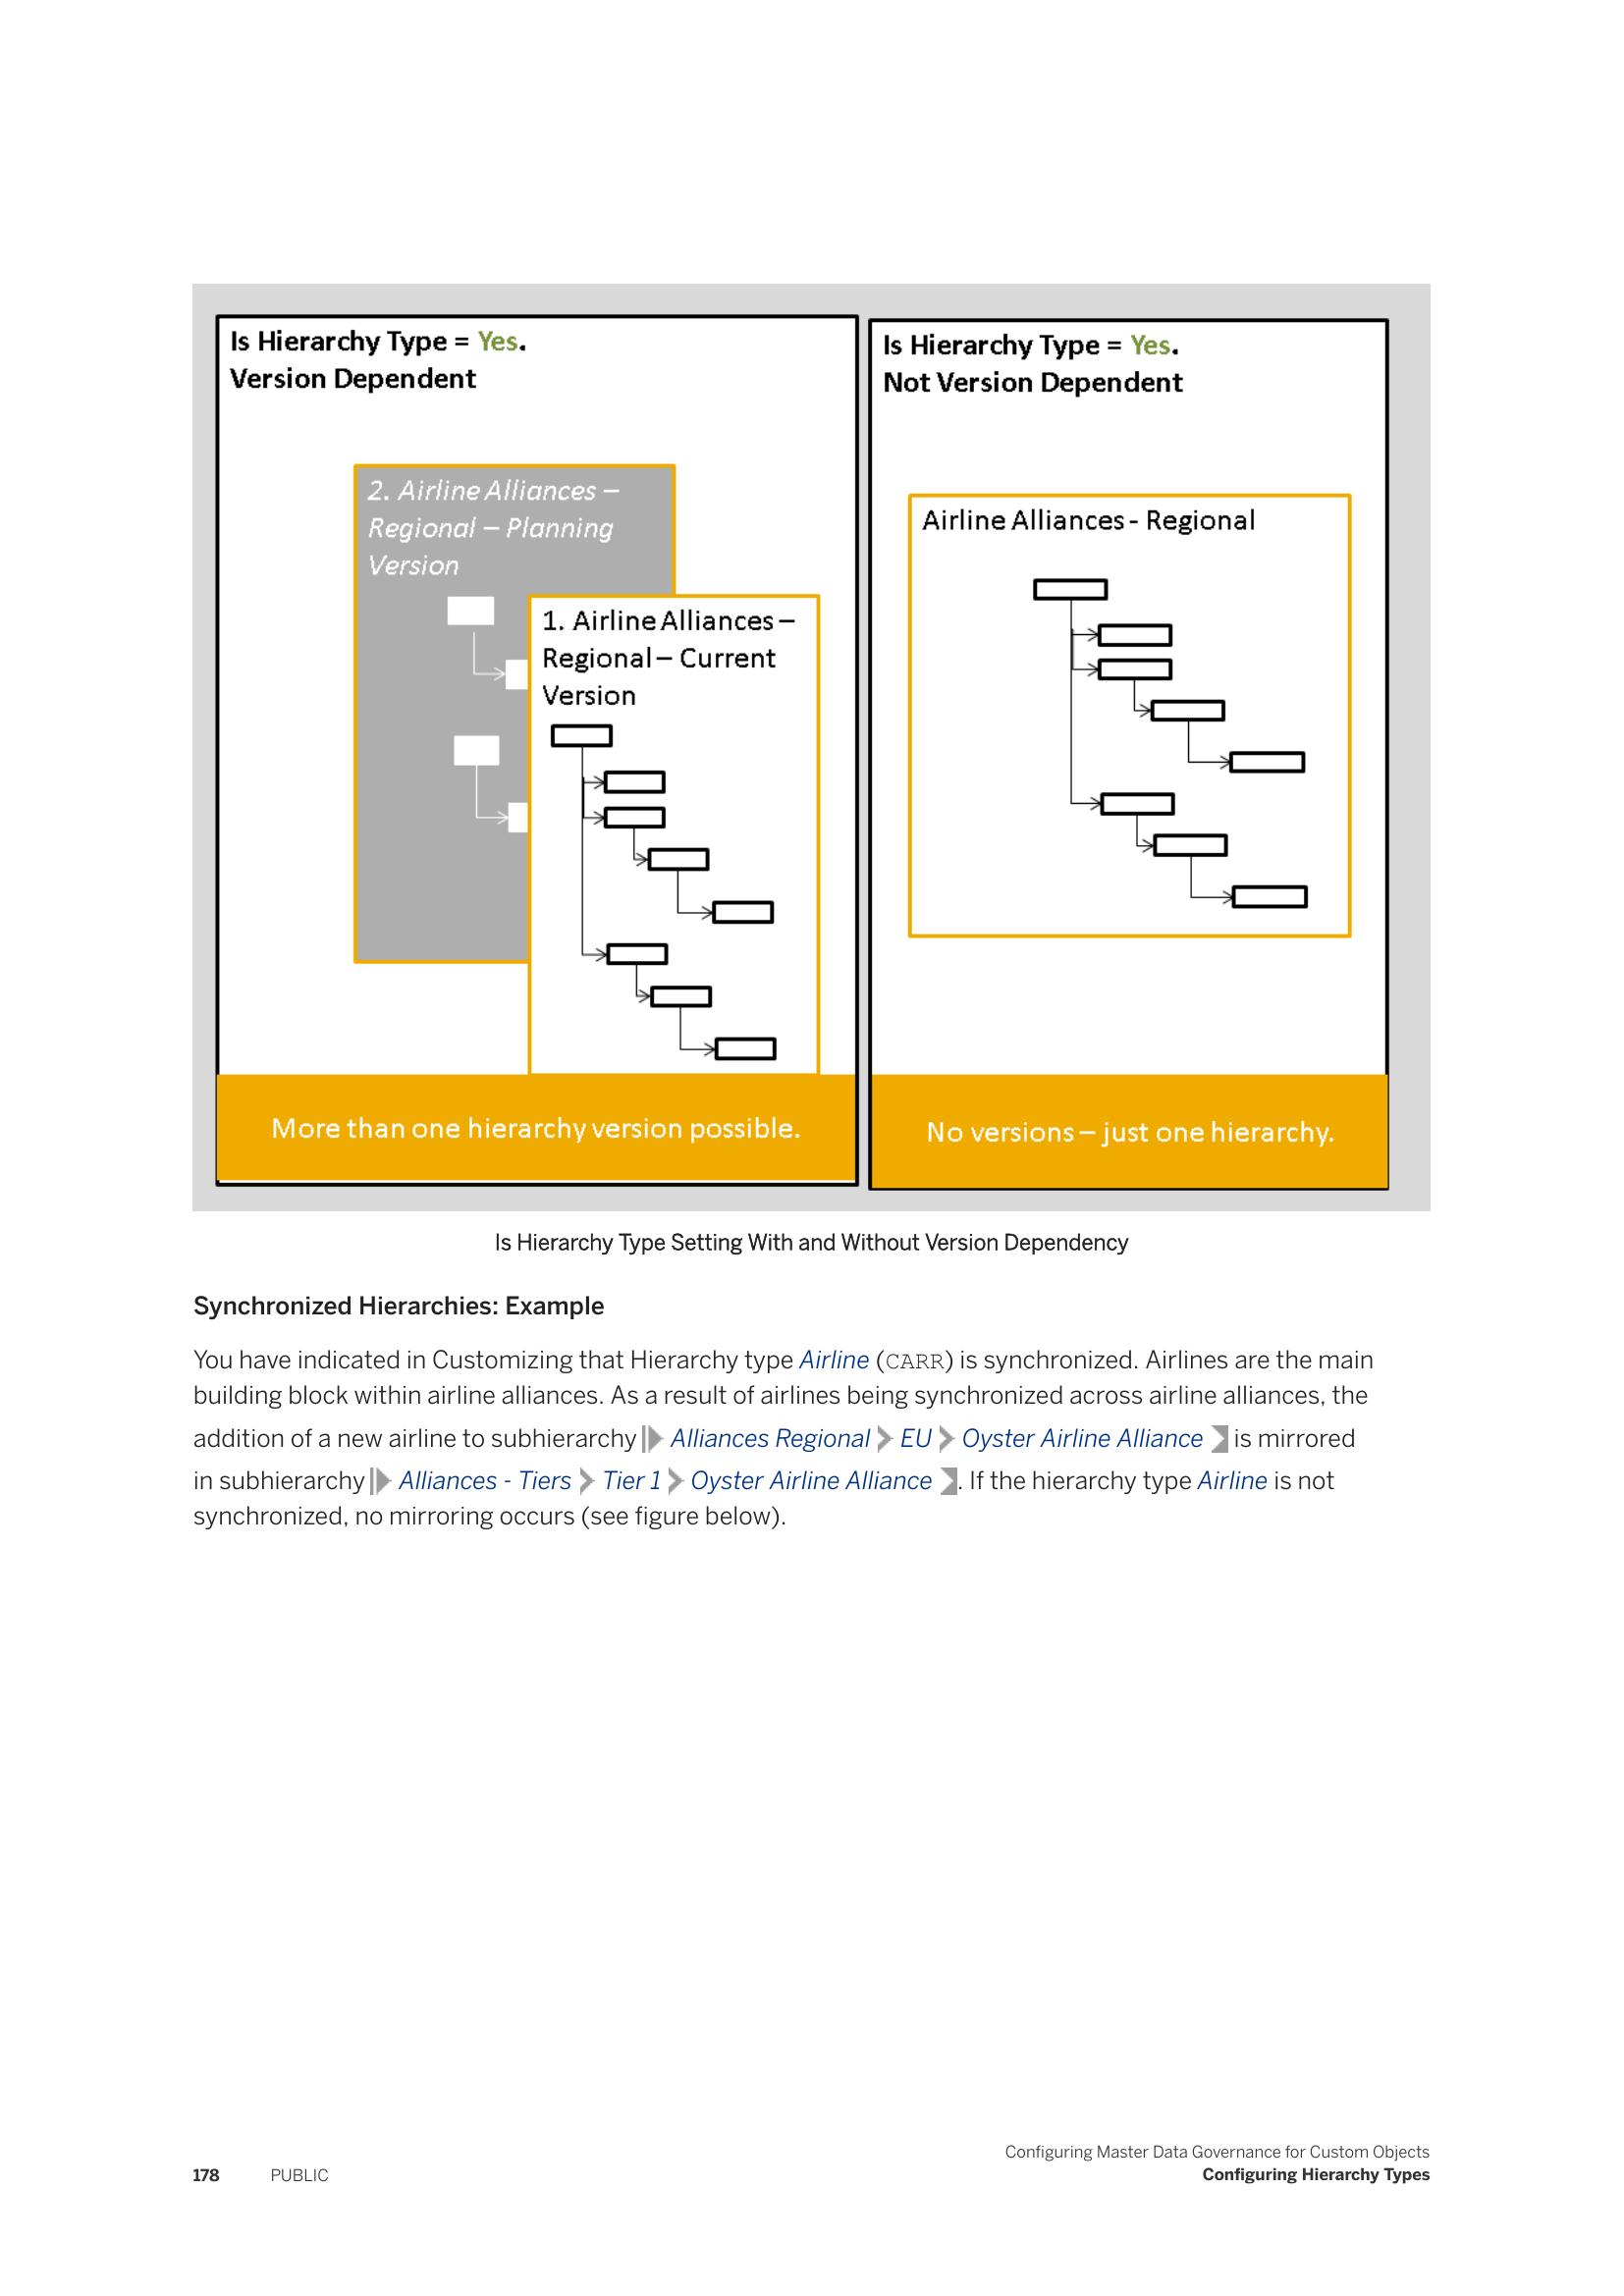 Is Hierarchy Type = Yes.
Version Dependent
2. Airline Alliances –
Regional – Planning
Version
1. Airline Alliances –
Regional – Current
Version
More than one hierarchy version possible.
Is Hierarchy Type = Yes.
Not Version Dependent
Airline Alliances - Regional
No versions – just one hierarchy.
Is Hierarchy Type Setting With and Without Version Dependency
Synchronized Hierarchies: Example
You have indicated in Customizing that Hierarchy type Airline (CARR) is synchronized. Airlines are the main
building block within airline alliances. As a result of airlines being synchronized across airline alliances, the
addition of a new airline to subhierarchy Alliances Regional > EU > Oyster Airline Alliance is mirrored
in subhierarchy Alliances - Tiers > Tier 1 > Oyster Airline Alliance . If the hierarchy type Airline is not
synchronized, no mirroring occurs (see figure below).
Configuring Master Data Governance for Custom Objects
178 PUBLIC Configuring Hierarchy Types